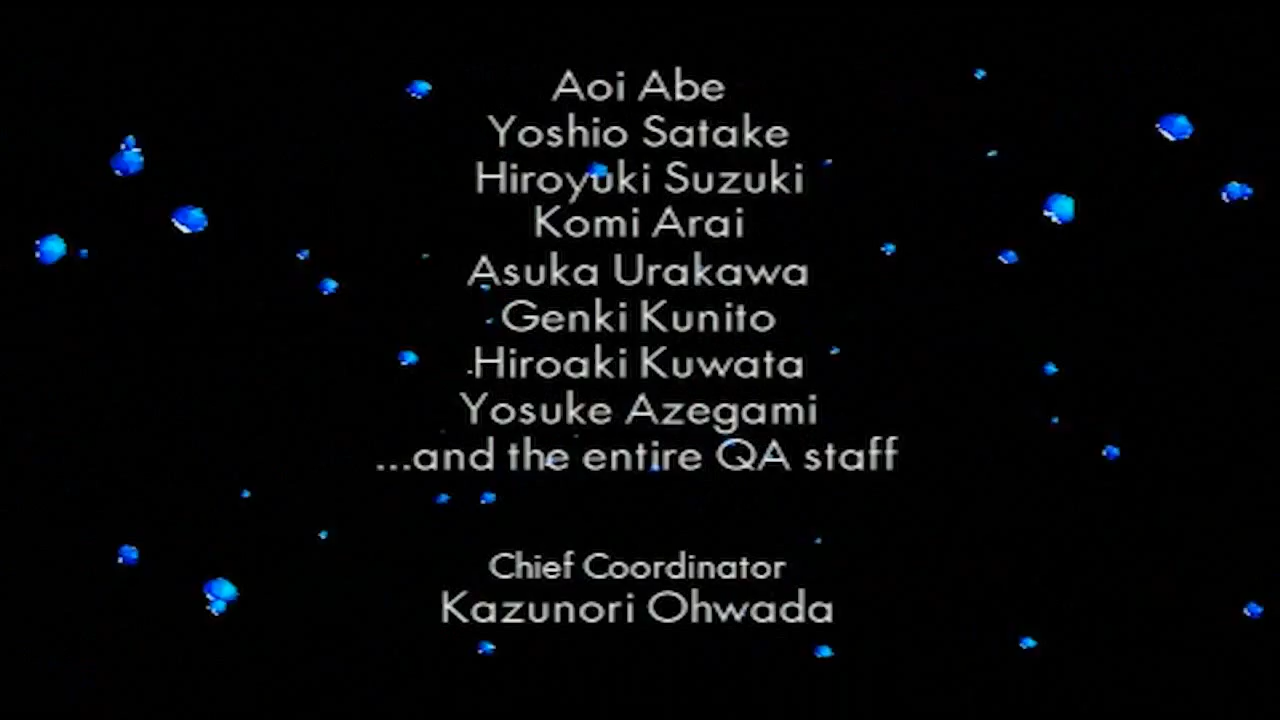 Aoi Abe
Yoshio Satake
Hiroyuki Suzuki
Komi Arai
Asuka Urakawa
Genki Kunito
Hiroaki Kuwata
Yosuke Azegami
...and the entire QA staff
Chief Coordinator
Kazunori Ohwada